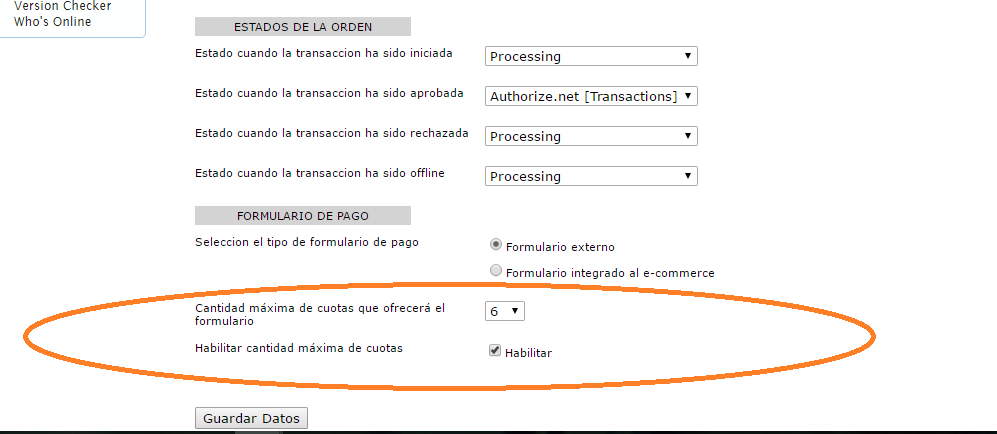 Version Checker
Who's Online
ESTADOS DE LA ORDEN
Estado cuando la transaccion ha sido iniciada
Processing
Estado cuando la transaccion ha sido aprobada
Authorize.net [Transactions]
Estado cuando la transaccion ha sido rechazada
Processing
Estado cuando la transaccion ha sido offline
Processing
FORMULARIO DE PAGO
Seleccion el tipo de formulario de pago
Formulario externo
Formulario integrado al e-commerce
Cantidad máxima de cuotas que ofrecerá el
formulario
6
Habilitar cantidad máxima de cuotas
Habilitar
Guardar Datos